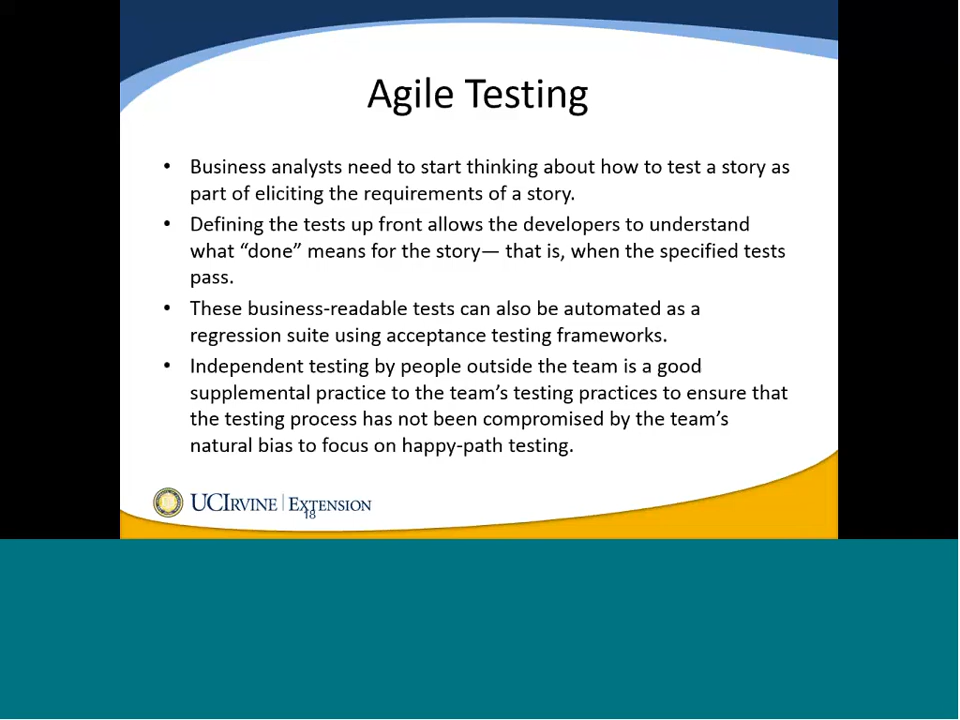 Agile Testing
• Business analysts need to start thinking about how to test a story as
part of eliciting the requirements of a story.
• Defining the tests up front allows the developers to understand
what “done” means for the story— that is, when the specified tests
pass.
• These business-readable tests can also be automated as a
regression suite using acceptance testing frameworks.
• Independent testing by people outside the team is a good
supplemental practice to the team’s testing practices to ensure that
the testing process has not been compromised by the team’s
natural bias to focus on happy-path testing.
UCIRVINE | EXTENSION
18